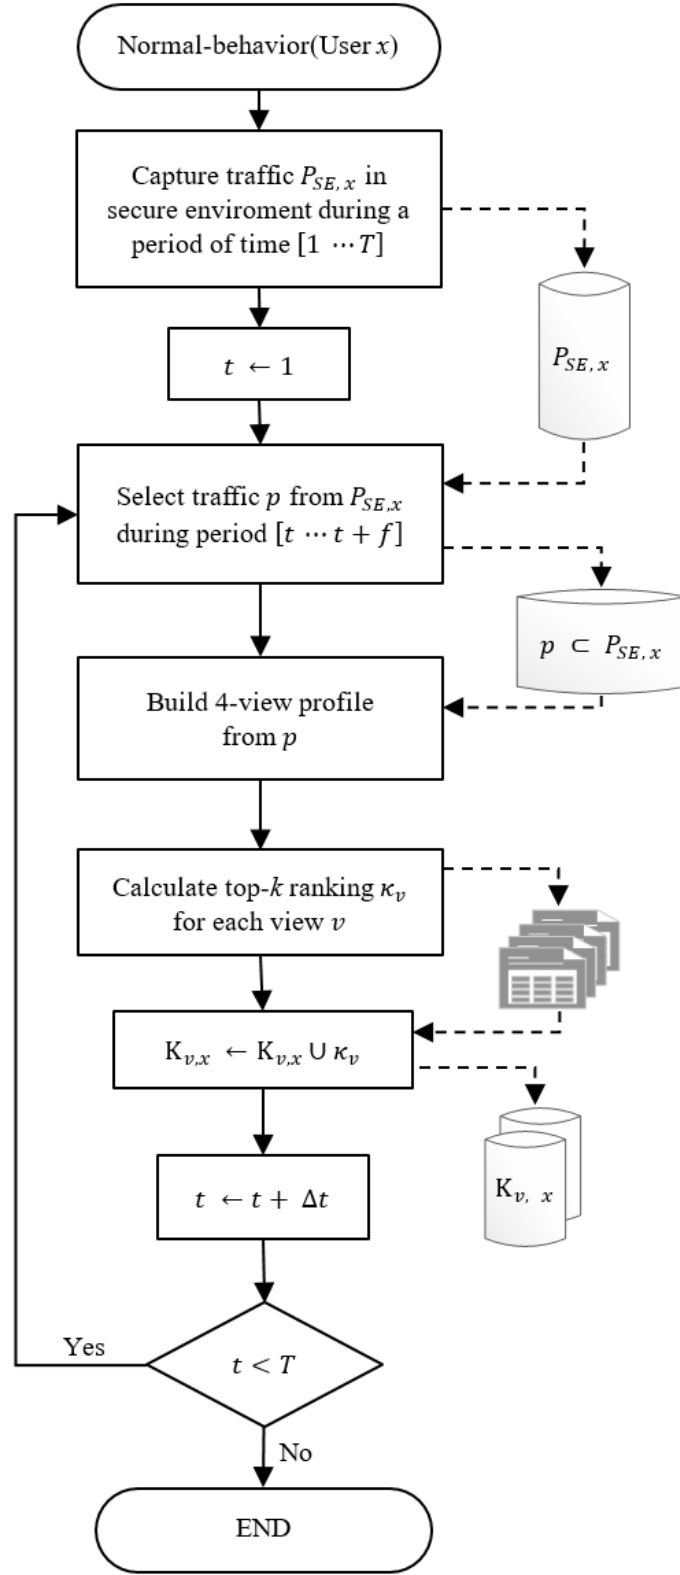 Normal-behavior(User x)
Capture traffic P_{SE, x} in
secure enviroment during a
period of time [1 ⋯ T]
P_{SE, x}
t ← 1
Select traffic p from P_{SE,x}
during period [t ⋯ t + f]
p ⊂ P_{SE, x}
Build 4-view profile
from p
Calculate top-k ranking κ_v
for each view v
K_{v,x} ← K_{v,x} ∪ κ_v
K_{v, x}
t ← t + Δt
Yes
t < T
No
END